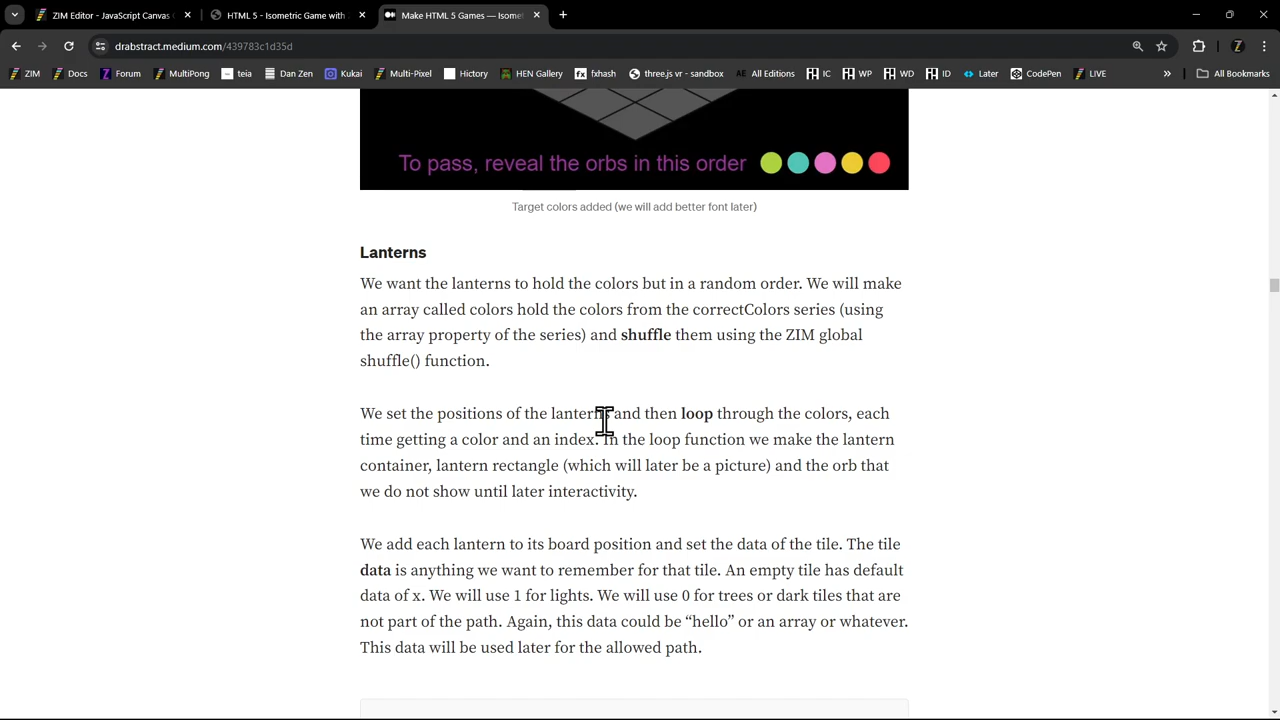 ZIM Editor - JavaScript Canvas
HTML 5 - Isometric Game with
Make HTML 5 Games — Isomet
drabstract.medium.com/439783c1d35d
ZIM
Docs
Forum
MultiPong
teia
Dan Zen
Kukai
Multi-Pixel
Hictory
HEN Gallery
fxhash
three.js vr - sandbox
All Editions
IC
WP
WD
ID
Later
CodePen
LIVE
All Bookmarks
To pass, reveal the orbs in this order
Target colors added (we will add better font later)
Lanterns
We want the lanterns to hold the colors but in a random order. We will make
an array called colors hold the colors from the correctColors series (using
the array property of the series) and shuffle them using the ZIM global
shuffle() function.
We set the positions of the lanterns and then loop through the colors, each
time getting a color and an index. In the loop function we make the lantern
container, lantern rectangle (which will later be a picture) and the orb that
we do not show until later interactivity.
We add each lantern to its board position and set the data of the tile. The tile
data is anything we want to remember for that tile. An empty tile has default
data of x. We will use 1 for lights. We will use 0 for trees or dark tiles that are
not part of the path. Again, this data could be “hello” or an array or whatever.
This data will be used later for the allowed path.